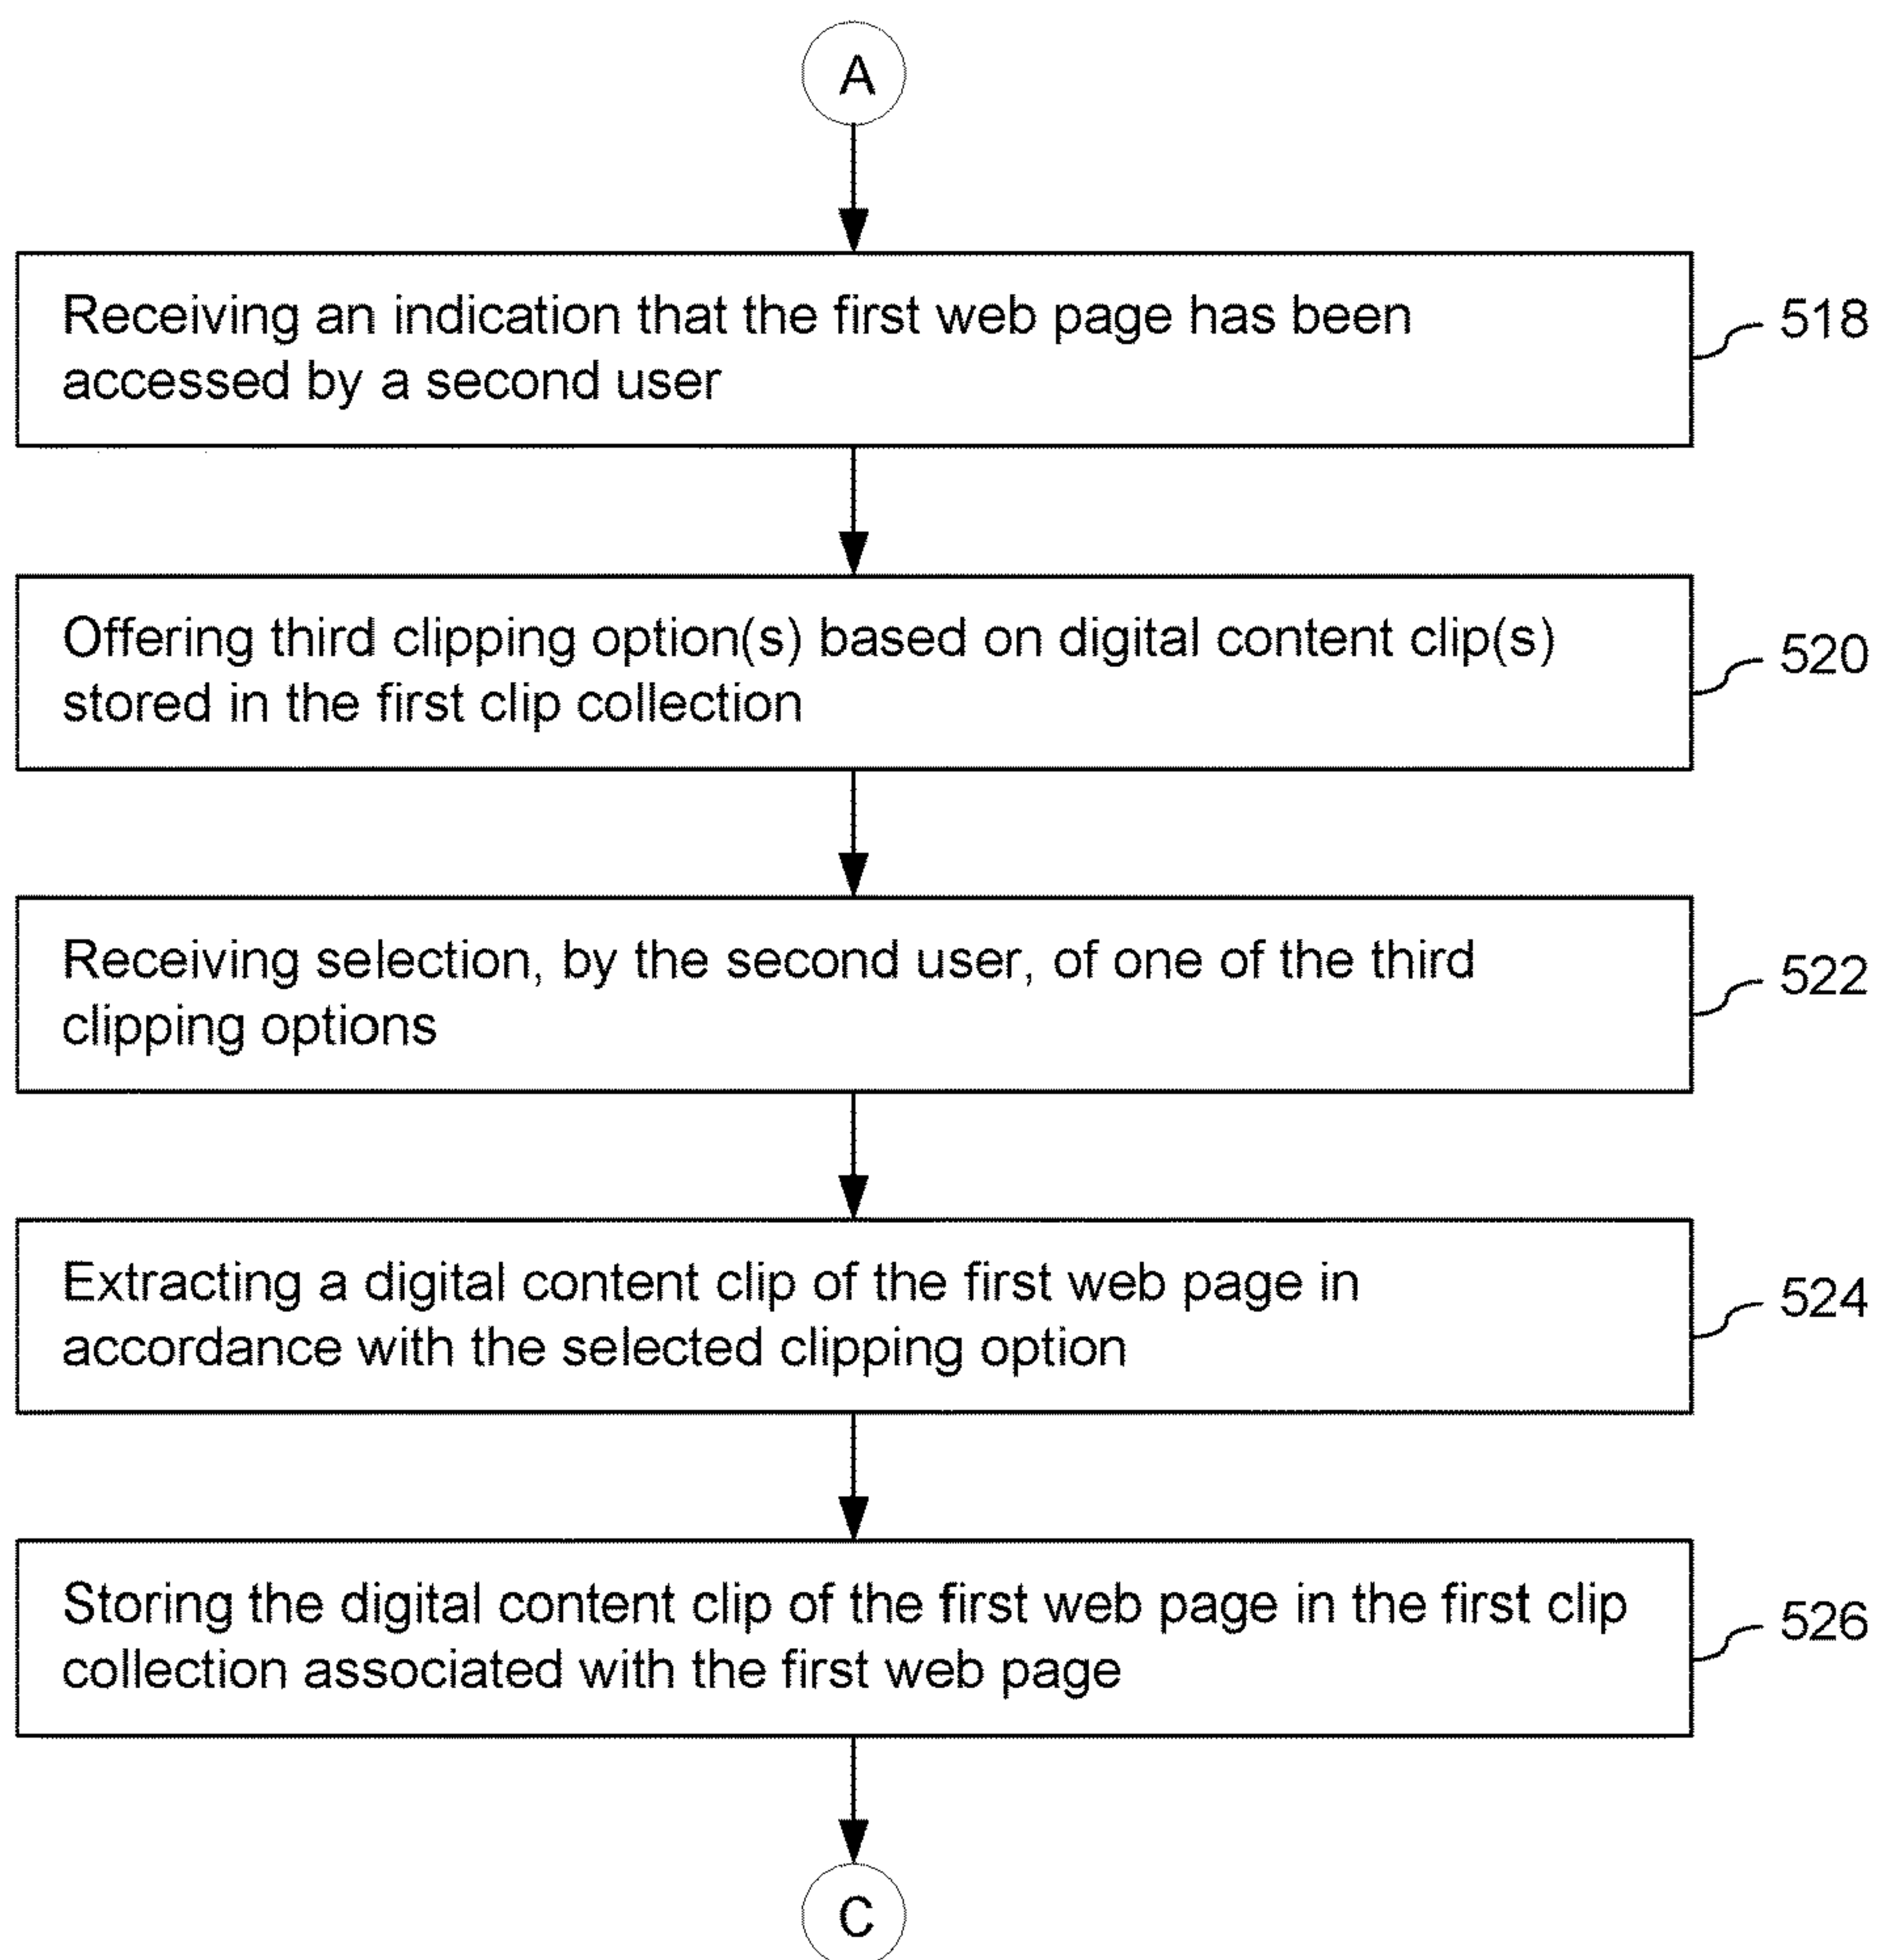 A
Receiving an indication that the first web page has been
accessed by a second user
518
Offering third clipping option(s) based on digital content clip(s)
stored in the first clip collection
520
Receiving selection, by the second user, of one of the third
clipping options
522
Extracting a digital content clip of the first web page in
accordance with the selected clipping option
524
Storing the digital content clip of the first web page in the first clip
collection associated with the first web page
526
C